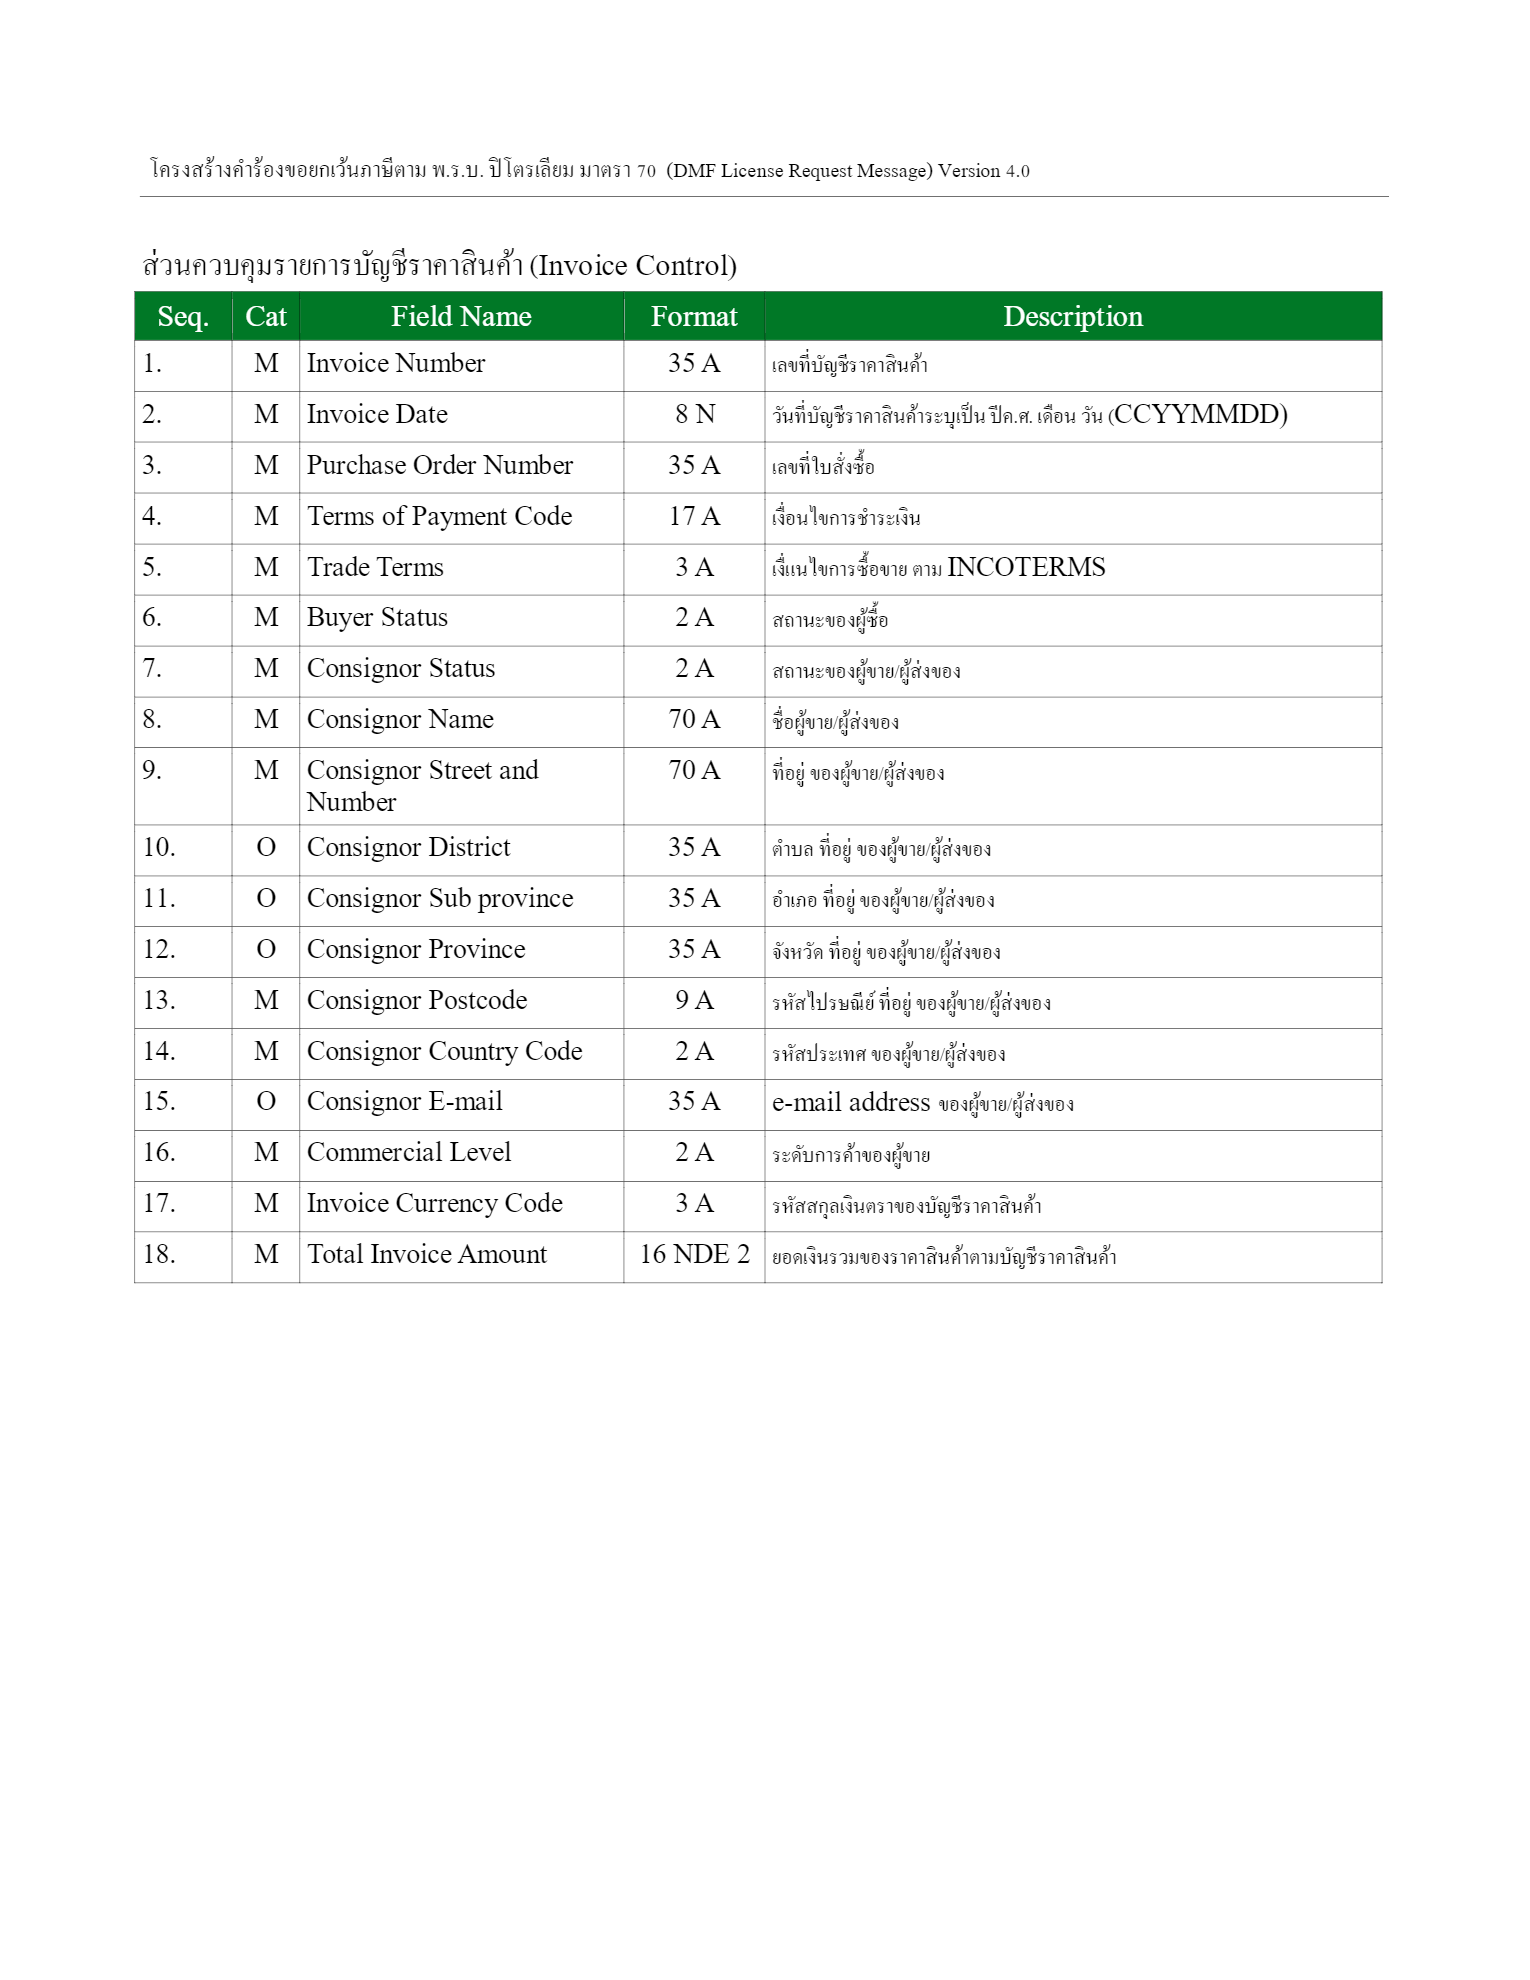 โครงสร้างคำร้องขอยกเว้นภาษีตาม พ.ร.บ. ปิโตรเลียม มาตรา 70 (DMF License Request Message) Version 4.0
ส่วนควบคุมรายการบัญชีราคาสินค้า (Invoice Control)
Seq. Cat Field Name Format Description
1. M Invoice Number 35 A เลขที่บัญชีราคาสินค้า
2. M Invoice Date 8 N วันที่บัญชีราคาสินค้าระบุเป็น ปีค.ศ. เดือน วัน (CCYYMMDD)
3. M Purchase Order Number 35 A เลขที่ใบสั่งซื้อ
4. M Terms of Payment Code 17 A เงื่อนไขการชำระเงิน
5. M Trade Terms 3 A เงื่แนไขการซื้อขาย ตาม INCOTERMS
6. M Buyer Status 2 A สถานะของผู้ซื้อ
7. M Consignor Status 2 A สถานะของผู้ขาย/ผู้ส่งของ
8. M Consignor Name 70 A ชื่อผู้ขาย/ผู้ส่งของ
9. M Consignor Street and 70 A ที่อยู่ ของผู้ขาย/ผู้ส่งของ
Number
10. O Consignor District 35 A ตำบล ที่อยู่ ของผู้ขาย/ผู้ส่งของ
11. O Consignor Sub province 35 A อำเภอ ที่อยู่ ของผู้ขาย/ผู้ส่งของ
12. O Consignor Province 35 A จังหวัด ที่อยู่ ของผู้ขาย/ผู้ส่งของ
13. M Consignor Postcode 9 A รหัสไปรษณีย์ ที่อยู่ ของผู้ขาย/ผู้ส่งของ
14. M Consignor Country Code 2 A รหัสประเทศ ของผู้ขาย/ผู้ส่งของ
15. O Consignor E-mail 35 A e-mail address ของผู้ขาย/ผู้ส่งของ
16. M Commercial Level 2 A ระดับการค้าของผู้ขาย
17. M Invoice Currency Code 3 A รหัสสกุลเงินตราของบัญชีราคาสินค้า
18. M Total Invoice Amount 16 NDE 2 ยอดเงินรวมของราคาสินค้าตามบัญชีราคาสินค้า